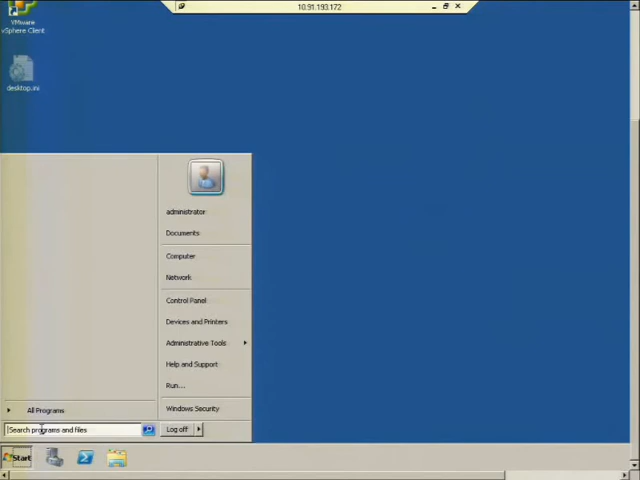 10.91.193.172
VMware
vSphere Client
desktop.ini
administrator
Documents
Computer
Network
Control Panel
Devices and Printers
Administrative Tools
Help and Support
Run...
Windows Security
All Programs
Search programs and files
Log off
Start